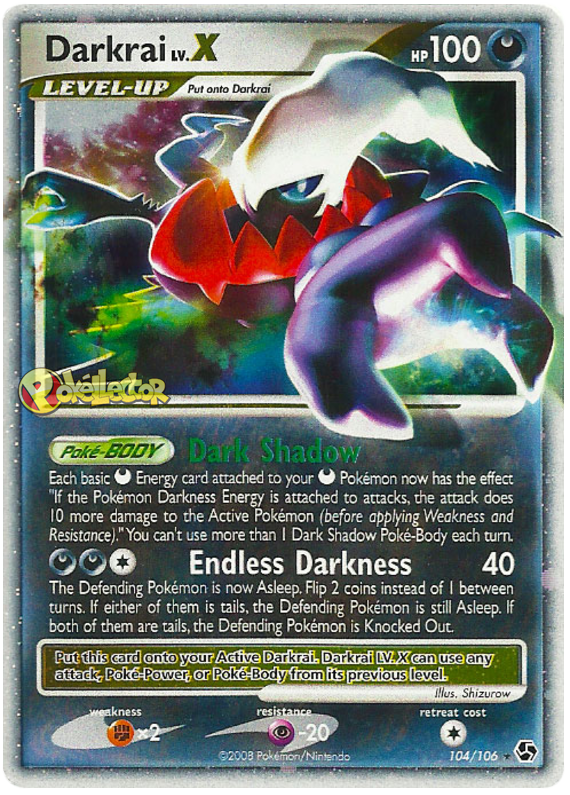 Darkrai LV. X HP 100
LEVEL-UP Put onto Darkrai
PokéLlector
Poké-BODY Dark Shadow
Each basic Energy card attached to your Pokémon now has the effect
"If the Pokémon Darkness Energy is attached to attacks, the attack does
10 more damage to the Active Pokémon (before applying Weakness and
Resistance)." You can't use more than 1 Dark Shadow Poké-Body each turn.
Endless Darkness 40
The Defending Pokémon is now Asleep. Flip 2 coins instead of 1 between
turns. If either of them is tails, the Defending Pokémon is still Asleep. If
both of them are tails, the Defending Pokémon is Knocked Out.
Put this card onto your Active Darkrai. Darkrai LV. X can use any
attack, Poké-Power, or Poké-Body from its previous level.
Illus. Shizurow
weakness resistance retreat cost
×2 -20
©2008 Pokémon/Nintendo 104/106